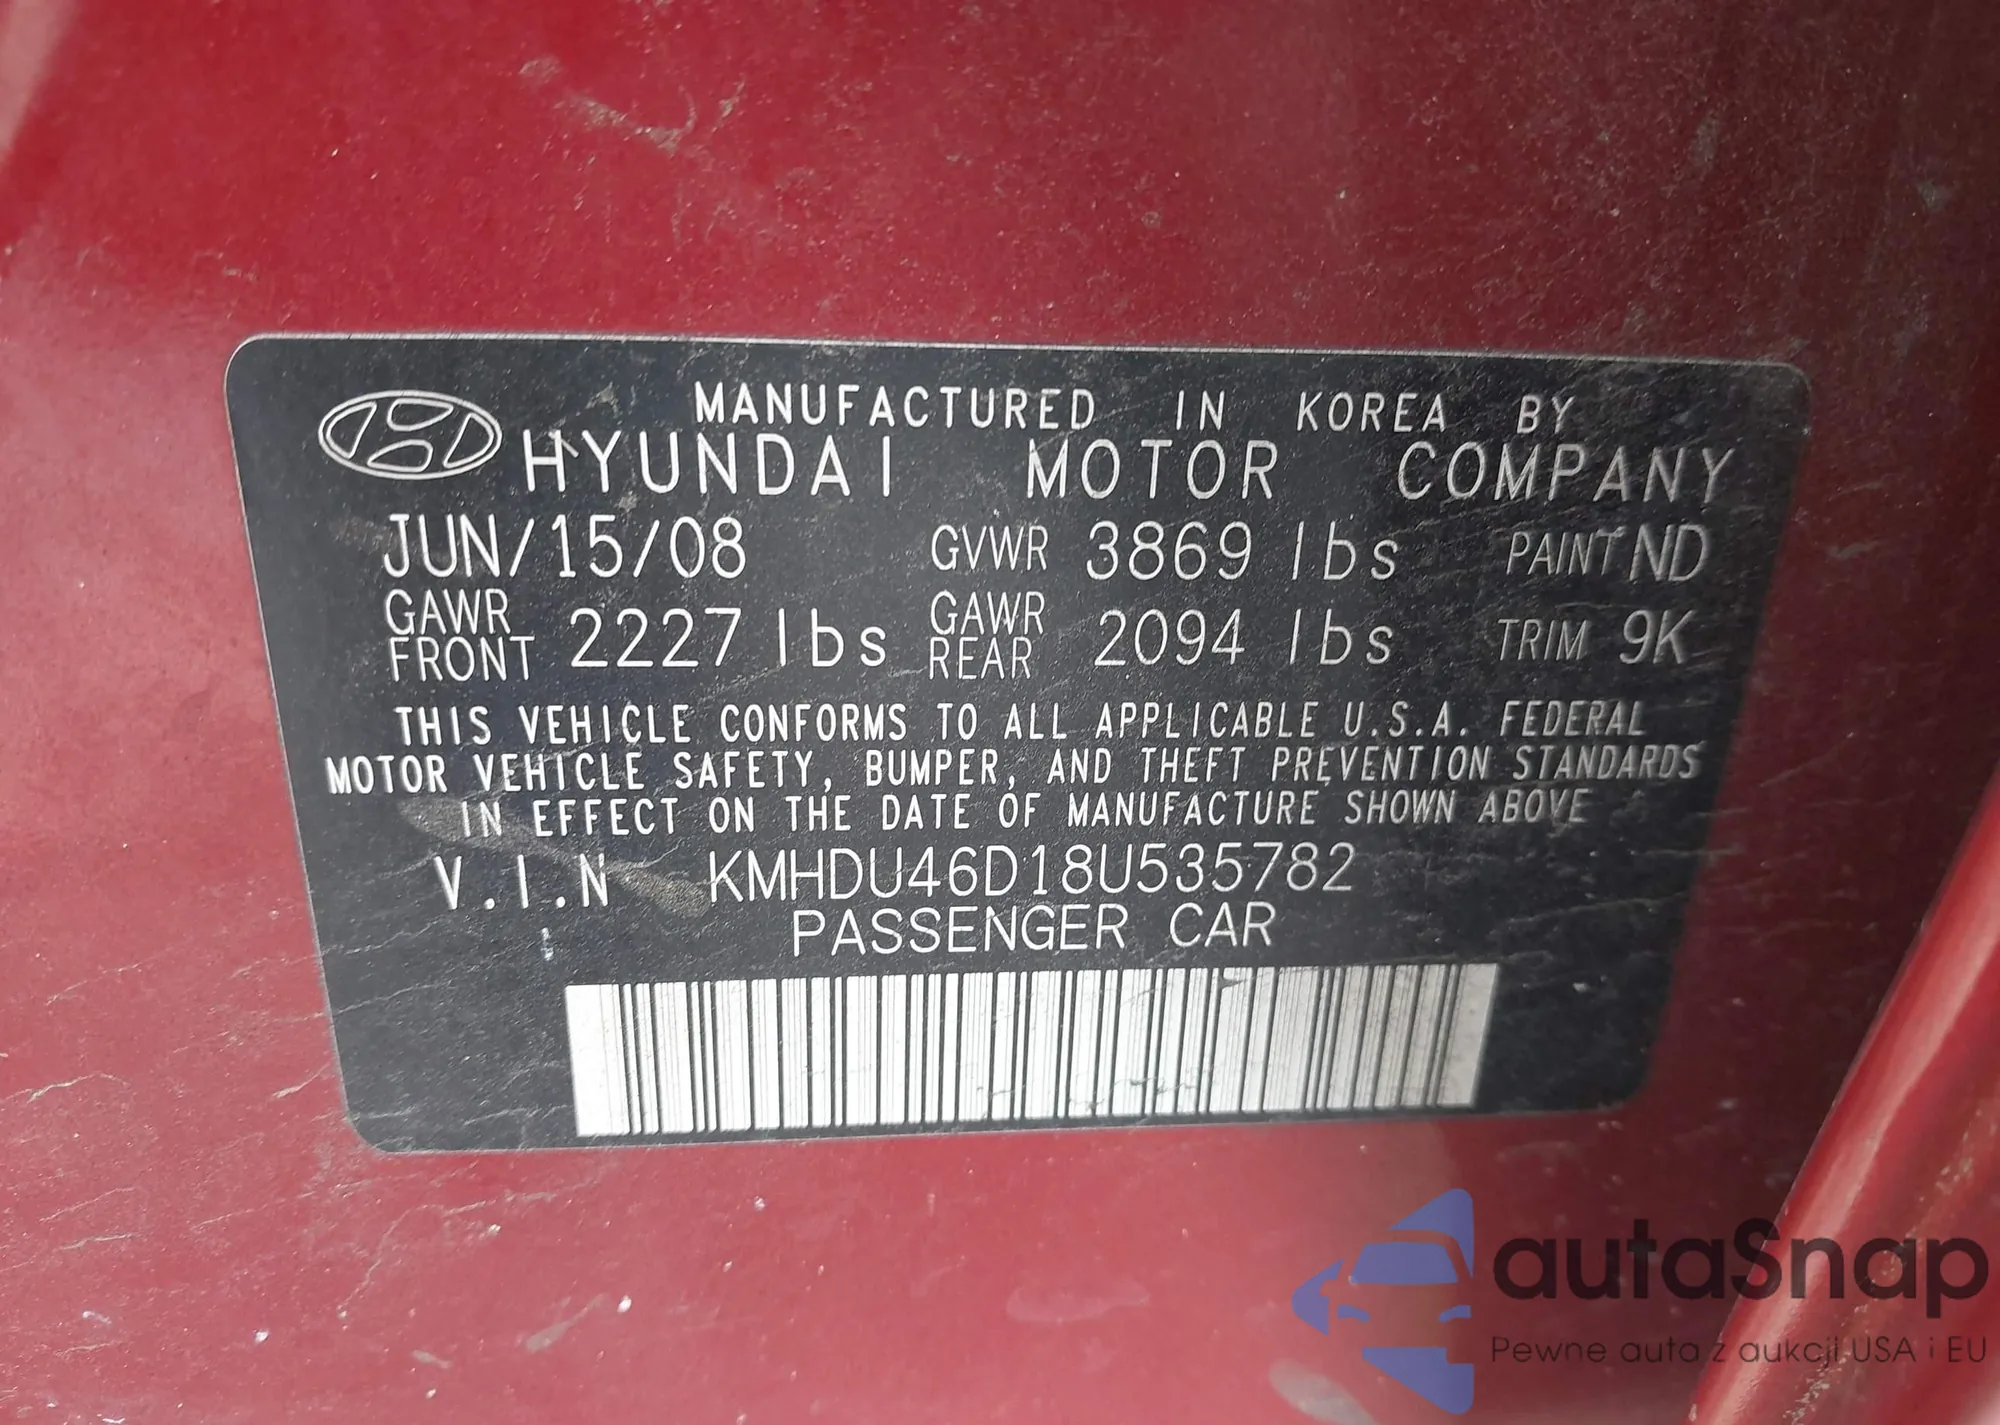 MANUFACTURED IN KOREA BY
HYUNDAI MOTOR COMPANY
JUN/15/08 GVWR 3869 lbs PAINT ND
GAWR FRONT 2227 lbs GAWR REAR 2094 lbs TRIM 9K
THIS VEHICLE CONFORMS TO ALL APPLICABLE U.S.A. FEDERAL
MOTOR VEHICLE SAFETY, BUMPER, AND THEFT PREVENTION STANDARDS
IN EFFECT ON THE DATE OF MANUFACTURE SHOWN ABOVE
V.I.N KMHDU46D18U535782
PASSENGER CAR
autaSnap
Pewne auta z aukcji USA i EU